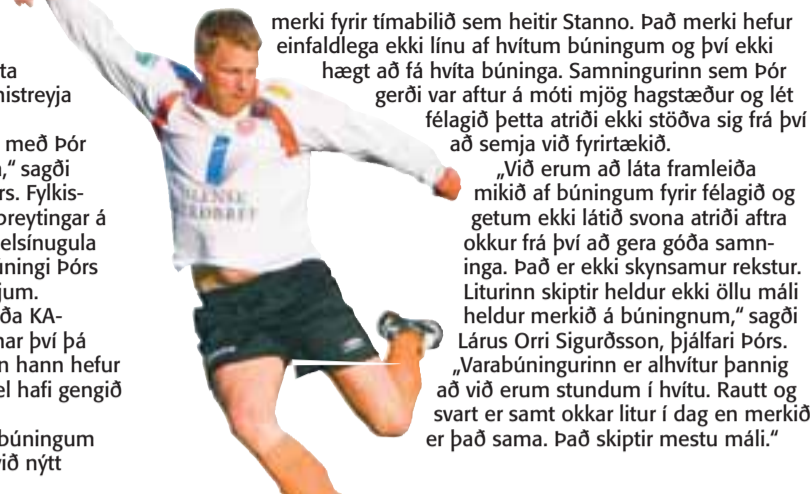 ta
nistreyja
með Þór
,“ sagði
rs. Fylkis-
breytingar á
elsínugula
úningi Þórs
jum.
ða KA-
nar því þá
n hann hefur
el hafi gengið
búningum
við nýtt
merki fyrir tímabilið sem heitir Stanno. Það merki hefur
einfaldlega ekki línu af hvítum búningum og því ekki
hægt að fá hvíta búninga. Samningurinn sem Þór
gerði var aftur á móti mjög hagstæður og lét
félagið þetta atriði ekki stöðva sig frá því
að semja við fyrirtækið.
„Við erum að láta framleiða
mikið af búningum fyrir félagið og
getum ekki látið svona atriði aftra
okkur frá því að gera góða samn-
inga. Það er ekki skynsamur rekstur.
Liturinn skiptir heldur ekki öllu máli
heldur merkið á búningnum,“ sagði
Lárus Orri Sigurðsson, þjálfari Þórs.
„Varabúningurinn er alhvítur þannig
að við erum stundum í hvítu. Rautt og
svart er samt okkar litur í dag en merkið
er það sama. Það skiptir mestu máli.“